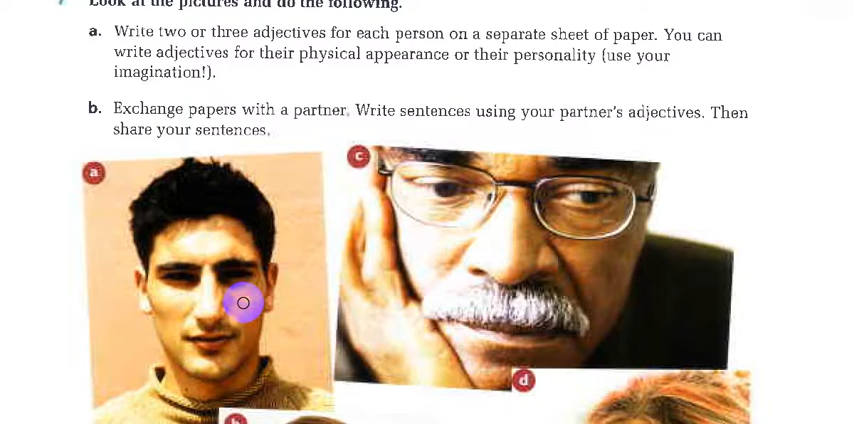 Look at the pictures and do the following.
a. Write two or three adjectives for each person on a separate sheet of paper. You can
write adjectives for their physical appearance or their personality (use your
imagination!).
b. Exchange papers with a partner. Write sentences using your partner's adjectives. Then
share your sentences.
a
c
d
b